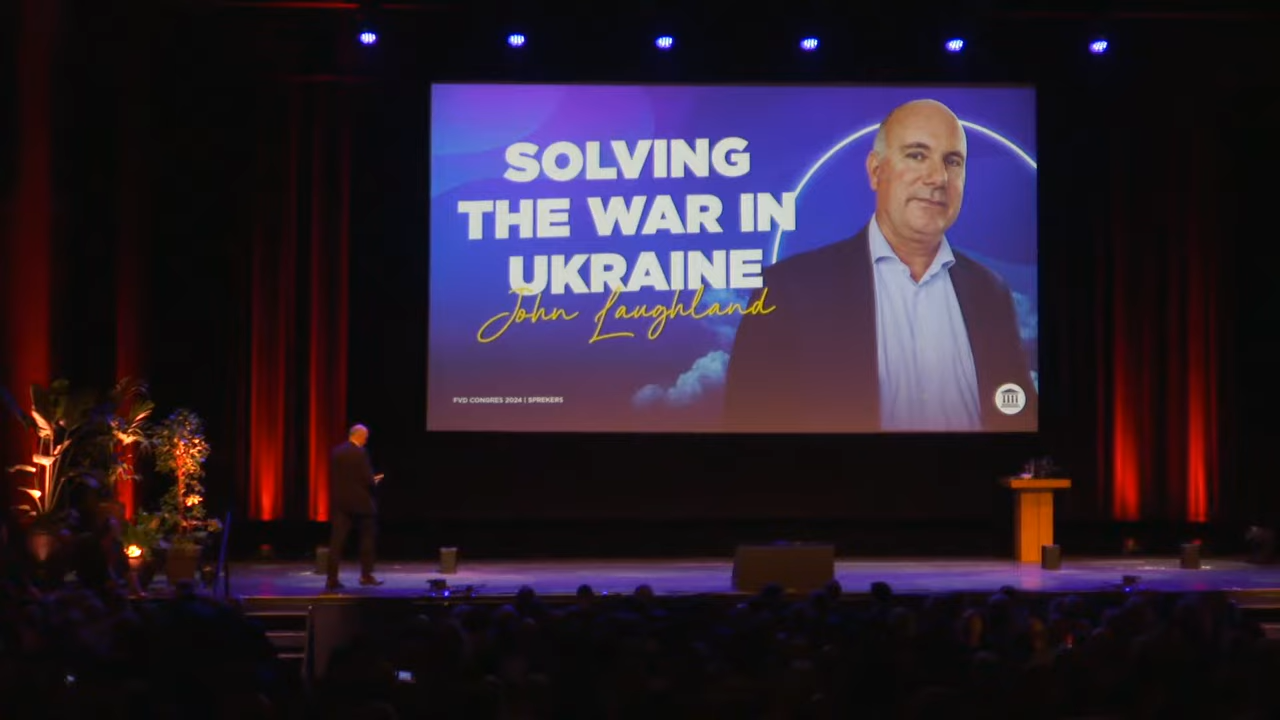 SOLVING
THE WAR IN
UKRAINE
John Laughland
FVD CONGRES 2024 | SPREKERS